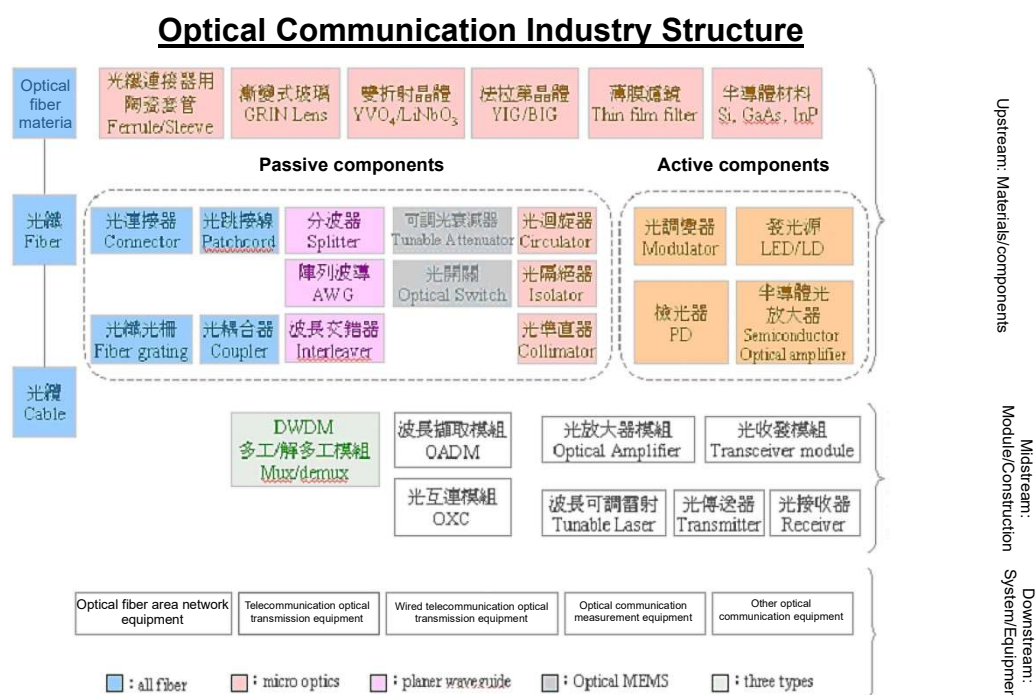 Optical Communication Industry Structure
Optical
fiber
materia
光纖連接器用
陶瓷套管
Ferrule/Sleeve
漸變式玻璃
GRIN Lens
雙折射晶體
YVO4/LiNbO3
法拉第晶體
YIG/BIG
薄膜濾鏡
Thin film filter
半導體材料
Si, GaAs, InP
Passive components
Active components
光纖
Fiber
光連接器
Connector
光跳接線
Patchcord
分波器
Splitter
可調光衰減器
Tunable Attenuator
光迴旋器
Circulator
光調變器
Modulator
發光源
LED/LD
陣列波導
AWG
光開關
Optical Switch
光隔絕器
Isolator
檢光器
PD
半導體光
放大器
Semiconductor
Optical amplifier
光纖光柵
Fiber grating
光耦合器
Coupler
波長交錯器
Interleaver
光準直器
Collimator
光纜
Cable
DWDM
多工/解多工模組
Mux/demux
波長擷取模組
OADM
光放大器模組
Optical Amplifier
光收發模組
Transceiver module
光互連模組
OXC
波長可調雷射
Tunable Laser
光傳送器
Transmitter
光接收器
Receiver
Optical fiber area network
equipment
Telecommunication optical
transmission equipment
Wired telecommunication optical
transmission equipment
Optical communication
measurement equipment
Other optical
communication equipment
: all fiber
: micro optics
: planer waveguide
: Optical MEMS
: three types
Upstream: Materials/components
Midstream:
Module/Construction
Downstream:
System/Equipmen